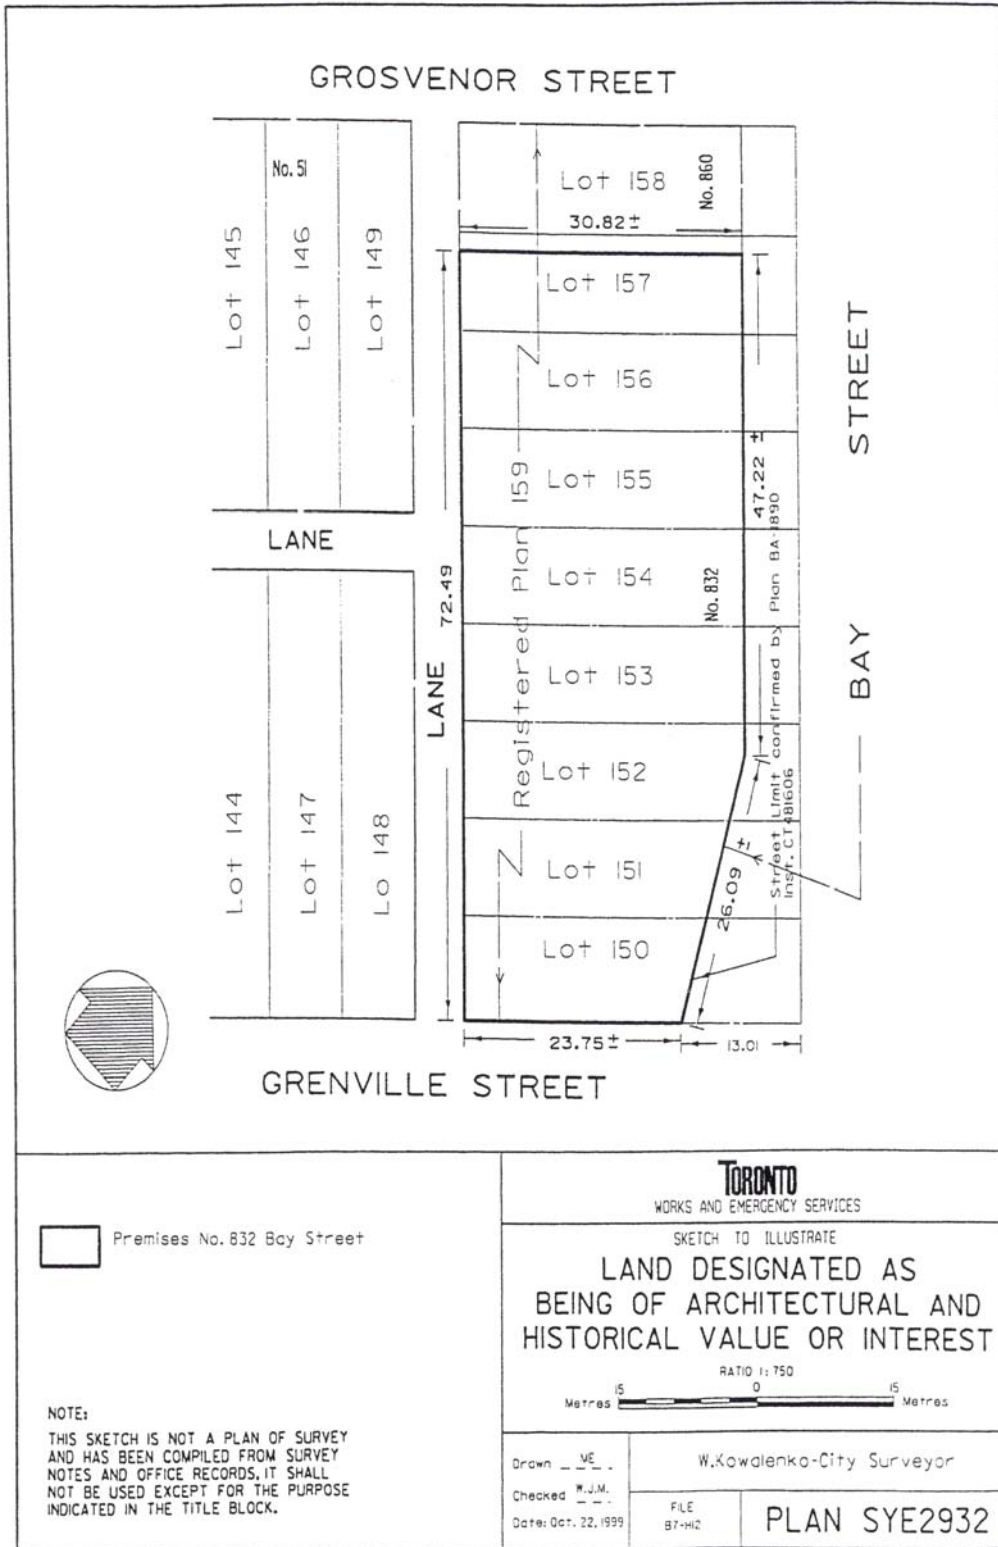 GROSVENOR STREET
No. 51
Lot 145
Lot 146
Lot 149
Lot 158
No. 860
30.82±
Lot 157
Lot 156
Lot 155
Lot 154
Lot 153
Lot 152
Lot 151
Lot 150
Registered Plan 159
No. 832
47.22 ±
Street Limit confirmed by Plan BA-1890
Inst. CT481606
26.09 ±
BAY STREET
LANE
LANE 72.49
Lot 144
Lot 147
Lo 148
23.75±
13.01
GRENVILLE STREET
Premises No. 832 Bay Street
NOTE:
THIS SKETCH IS NOT A PLAN OF SURVEY
AND HAS BEEN COMPILED FROM SURVEY
NOTES AND OFFICE RECORDS. IT SHALL
NOT BE USED EXCEPT FOR THE PURPOSE
INDICATED IN THE TITLE BLOCK.
TORONTO
WORKS AND EMERGENCY SERVICES
SKETCH TO ILLUSTRATE
LAND DESIGNATED AS
BEING OF ARCHITECTURAL AND
HISTORICAL VALUE OR INTEREST
RATIO 1: 750
15 0 15
Metres Metres
Drawn ME
Checked W.J.M.
Date: Oct. 22, 1999
W.Kowalenko-City Surveyor
FILE
B7-H12
PLAN SYE2932